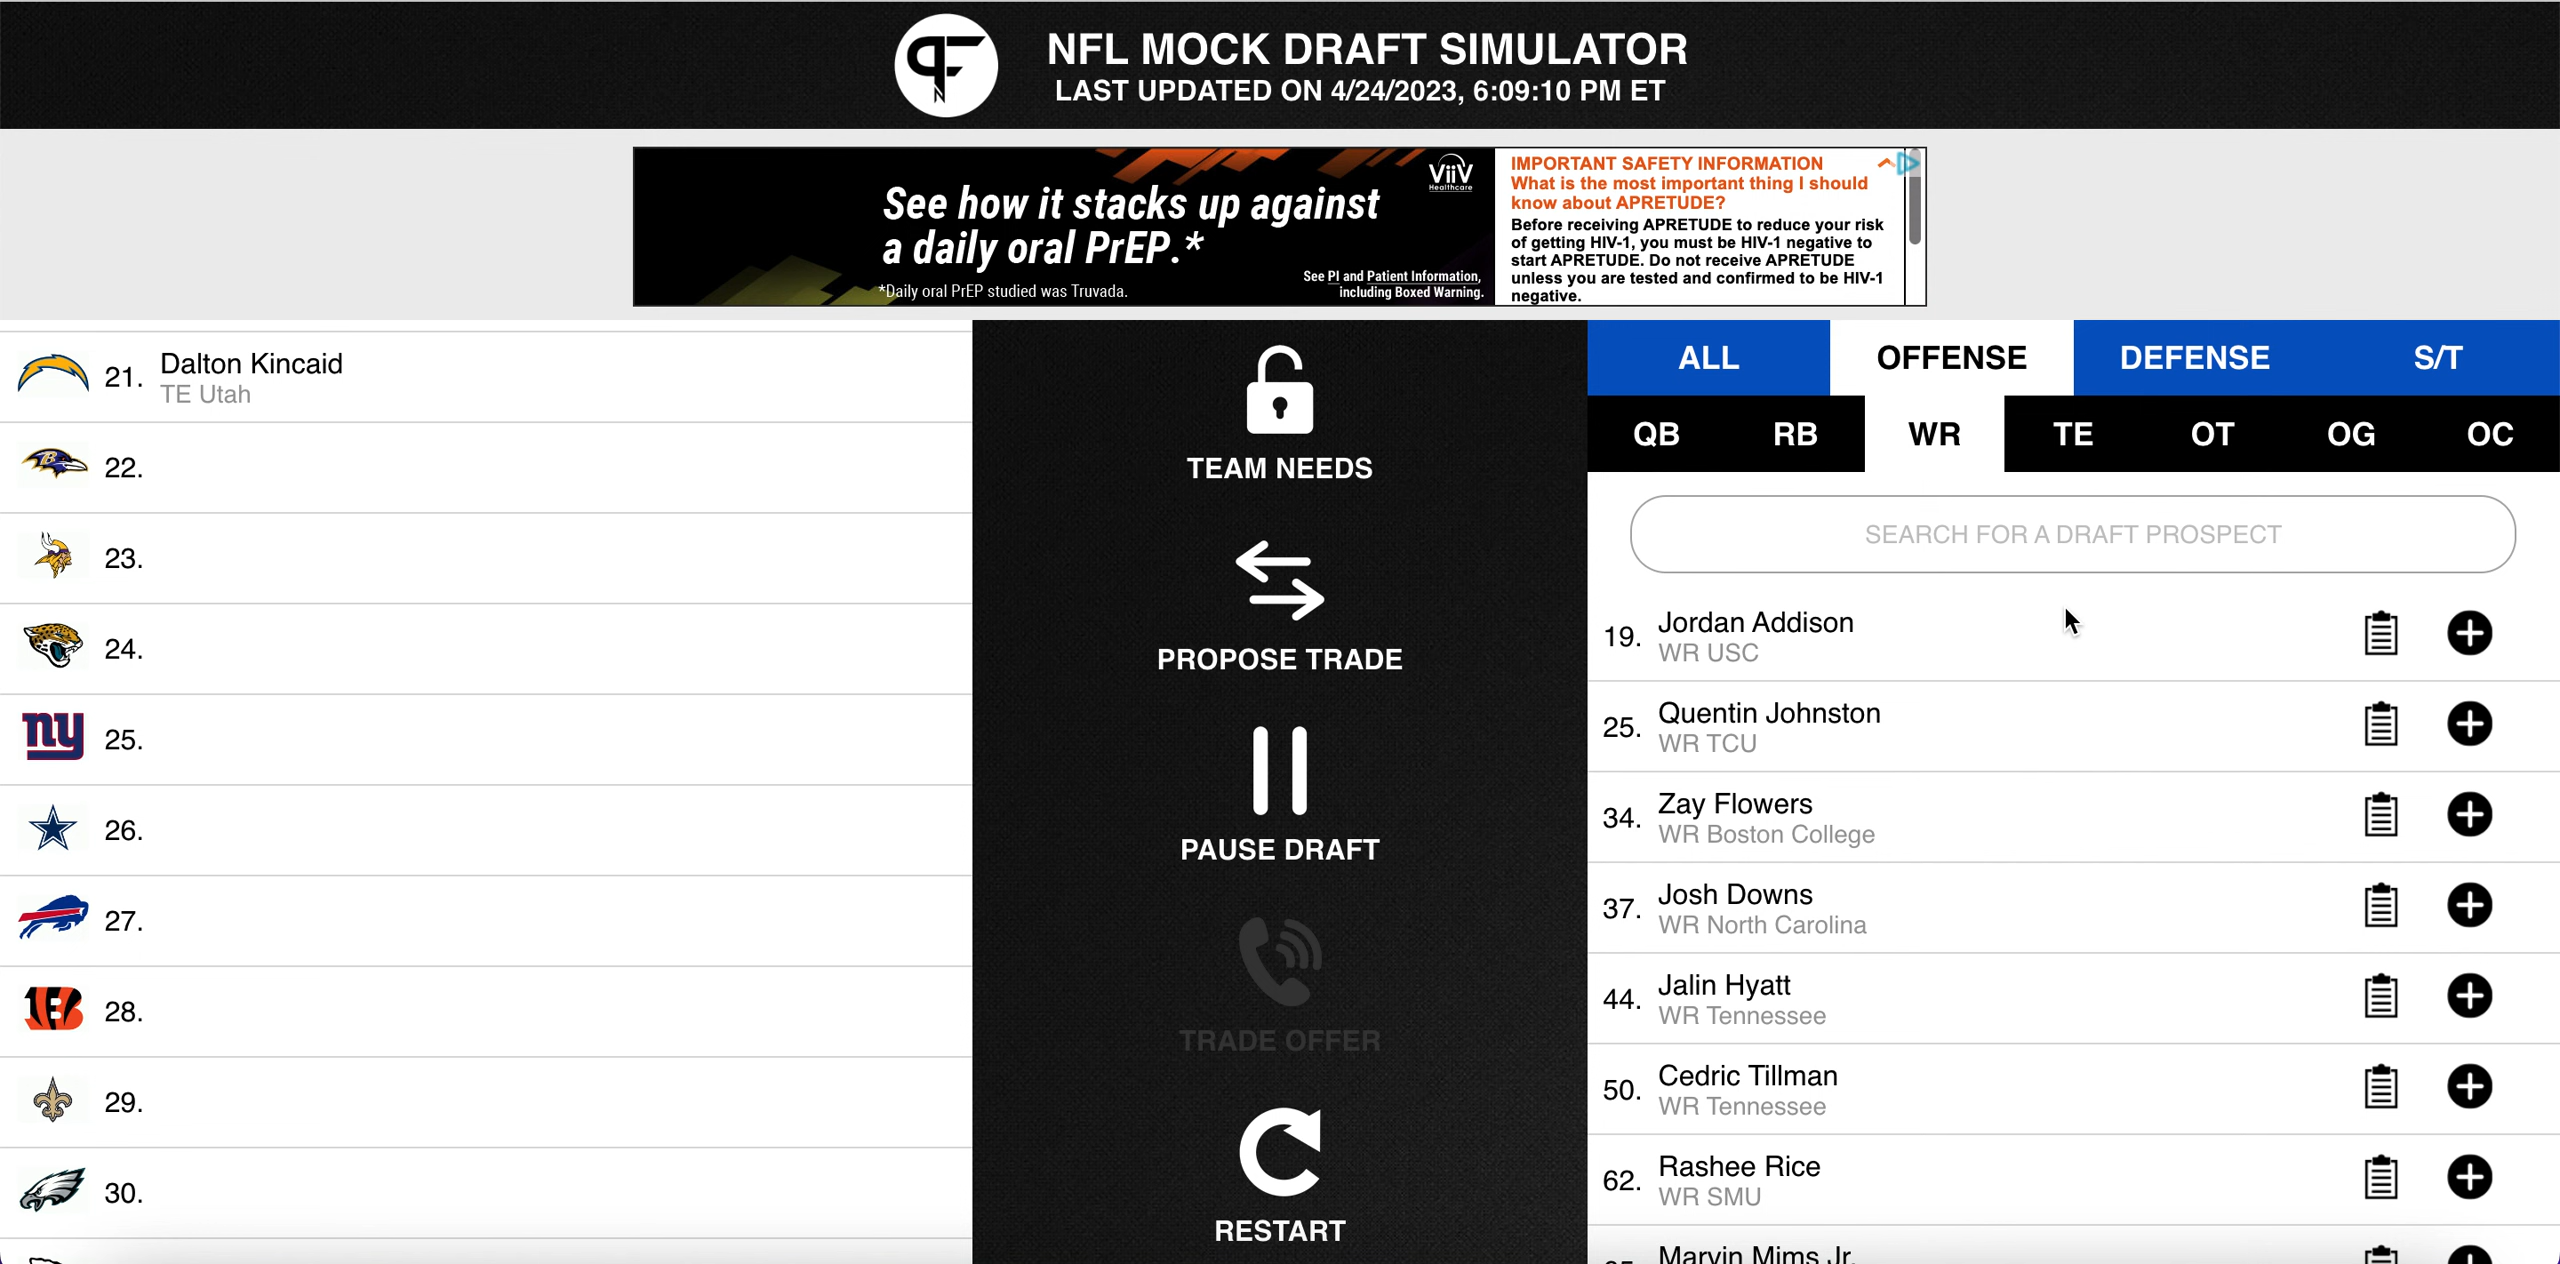 NFL MOCK DRAFT SIMULATOR
LAST UPDATED ON 4/24/2023, 6:09:10 PM ET
See how it stacks up against
a daily oral PrEP.*
*Daily oral PrEP studied was Truvada.
ViiV
Healthcare
See PI and Patient Information,
including Boxed Warning.
IMPORTANT SAFETY INFORMATION
What is the most important thing I should
know about APRETUDE?
Before receiving APRETUDE to reduce your risk
of getting HIV-1, you must be HIV-1 negative to
start APRETUDE. Do not receive APRETUDE
unless you are tested and confirmed to be HIV-1
negative.
21. Dalton Kincaid
TE Utah
22.
23.
24.
ny 25.
26.
27.
28.
29.
30.
TEAM NEEDS
PROPOSE TRADE
PAUSE DRAFT
TRADE OFFER
RESTART
ALL OFFENSE DEFENSE S/T
QB RB WR TE OT OG OC
SEARCH FOR A DRAFT PROSPECT
19. Jordan Addison
WR USC
25. Quentin Johnston
WR TCU
34. Zay Flowers
WR Boston College
37. Josh Downs
WR North Carolina
44. Jalin Hyatt
WR Tennessee
50. Cedric Tillman
WR Tennessee
62. Rashee Rice
WR SMU
Marvin Mims Jr.